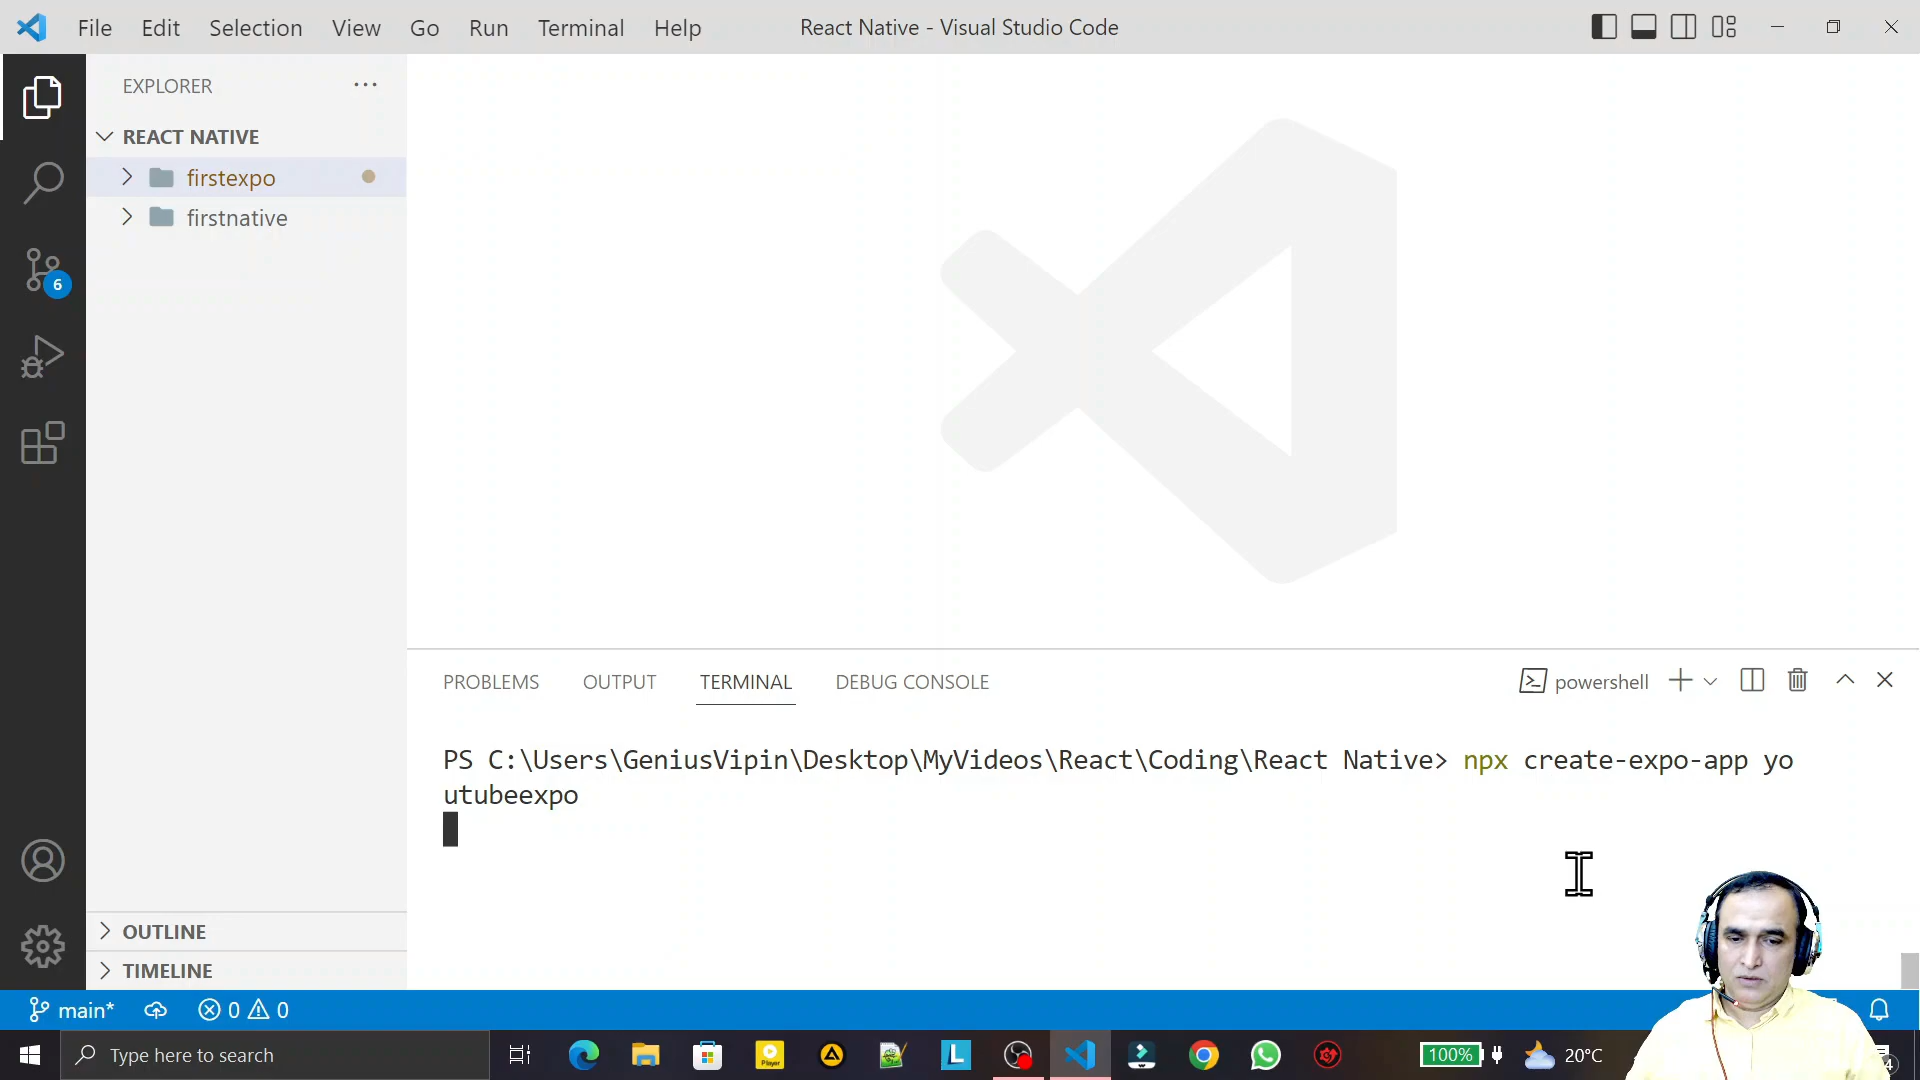 File Edit Selection View Go Run Terminal Help
React Native - Visual Studio Code
EXPLORER
REACT NATIVE
firstexpo
firstnative
6
OUTLINE
TIMELINE
PROBLEMS OUTPUT TERMINAL DEBUG CONSOLE
powershell
PS C:\Users\GeniusVipin\Desktop\MyVideos\React\Coding\React Native> npx create-expo-app yo
utubeexpo
main* 0 0
Type here to search
Player
L
100%
20°C